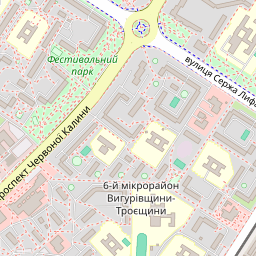 Фестивальний
парк
вулиця Сержа Лифа
проспект Червоної Калини
6-й мікрорайон
Вигурівщини-
Троєщини